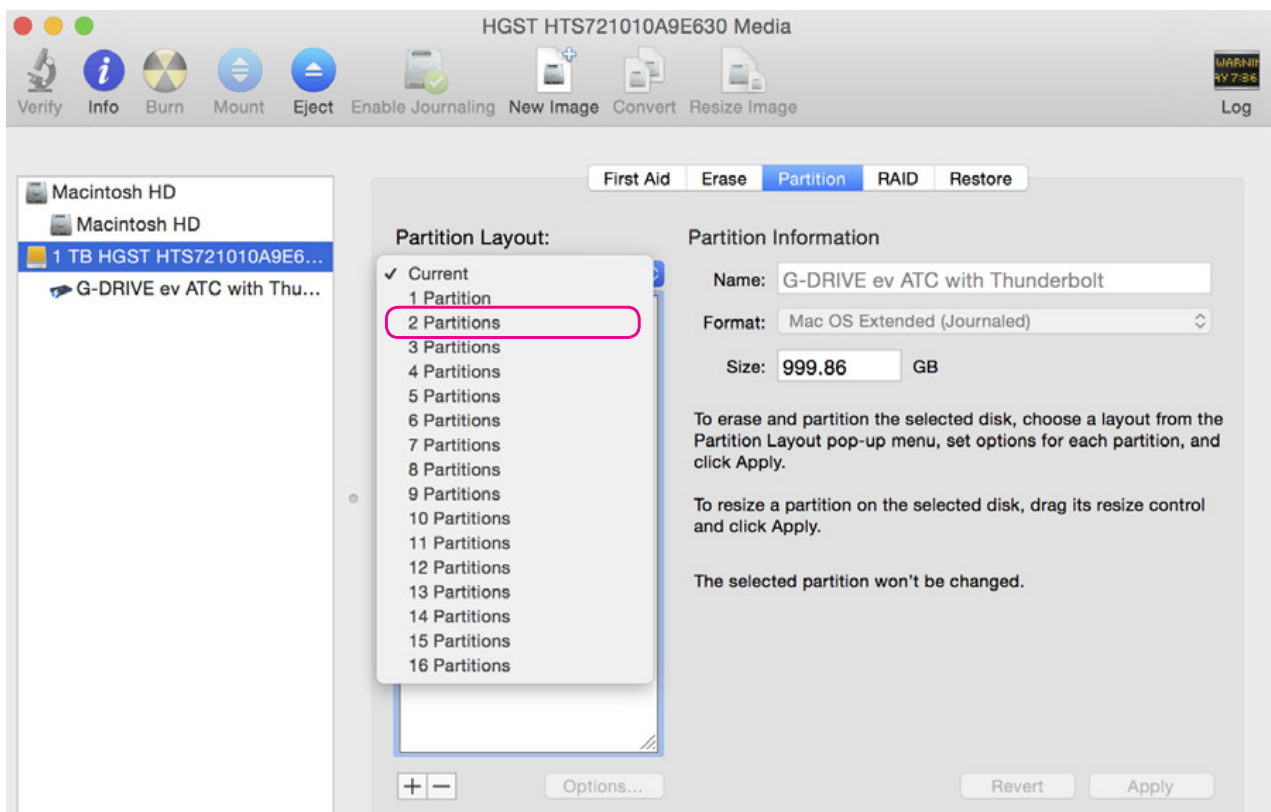 HGST HTS721010A9E630 Media
Verify Info Burn Mount Eject Enable Journaling New Image Convert Resize Image Log
WARNIN
AY 7:36
First Aid Erase Partition RAID Restore
Macintosh HD
Macintosh HD
1 TB HGST HTS721010A9E6...
G-DRIVE ev ATC with Thu...
Partition Layout:
Current
1 Partition
2 Partitions
3 Partitions
4 Partitions
5 Partitions
6 Partitions
7 Partitions
8 Partitions
9 Partitions
10 Partitions
11 Partitions
12 Partitions
13 Partitions
14 Partitions
15 Partitions
16 Partitions
Options...
Partition Information
Name: G-DRIVE ev ATC with Thunderbolt
Format: Mac OS Extended (Journaled)
Size: 999.86 GB
To erase and partition the selected disk, choose a layout from the
Partition Layout pop-up menu, set options for each partition, and
click Apply.
To resize a partition on the selected disk, drag its resize control
and click Apply.
The selected partition won't be changed.
Revert Apply